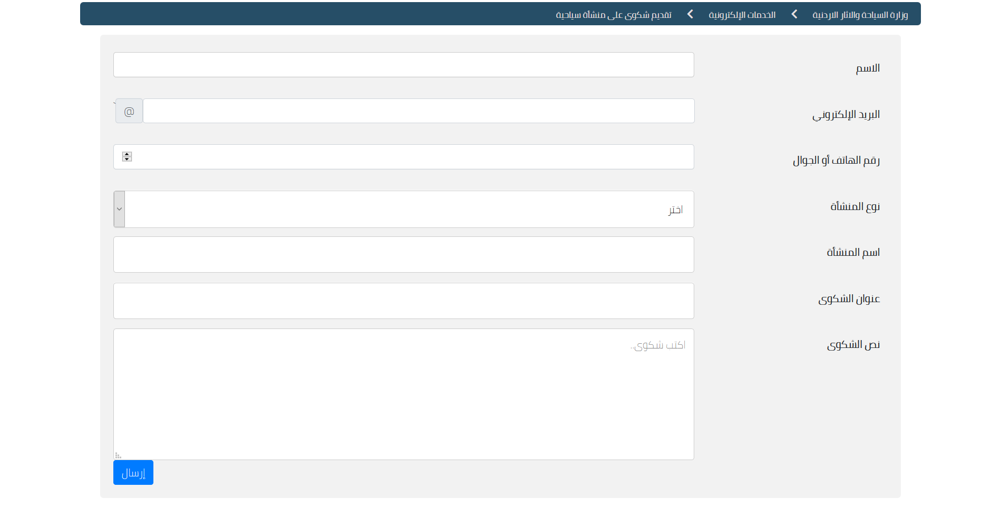 وزارة السياحة والاثار الاردنية الخدمات الإلكترونية تقديم شكوى على منشأة سياحية
الاسم
البريد الإلكتروني @
رقم الهاتف أو الجوال
نوع المنشأة اختر
اسم المنشأة
عنوان الشكوى
نص الشكوى اكتب شكوى..
إرسال